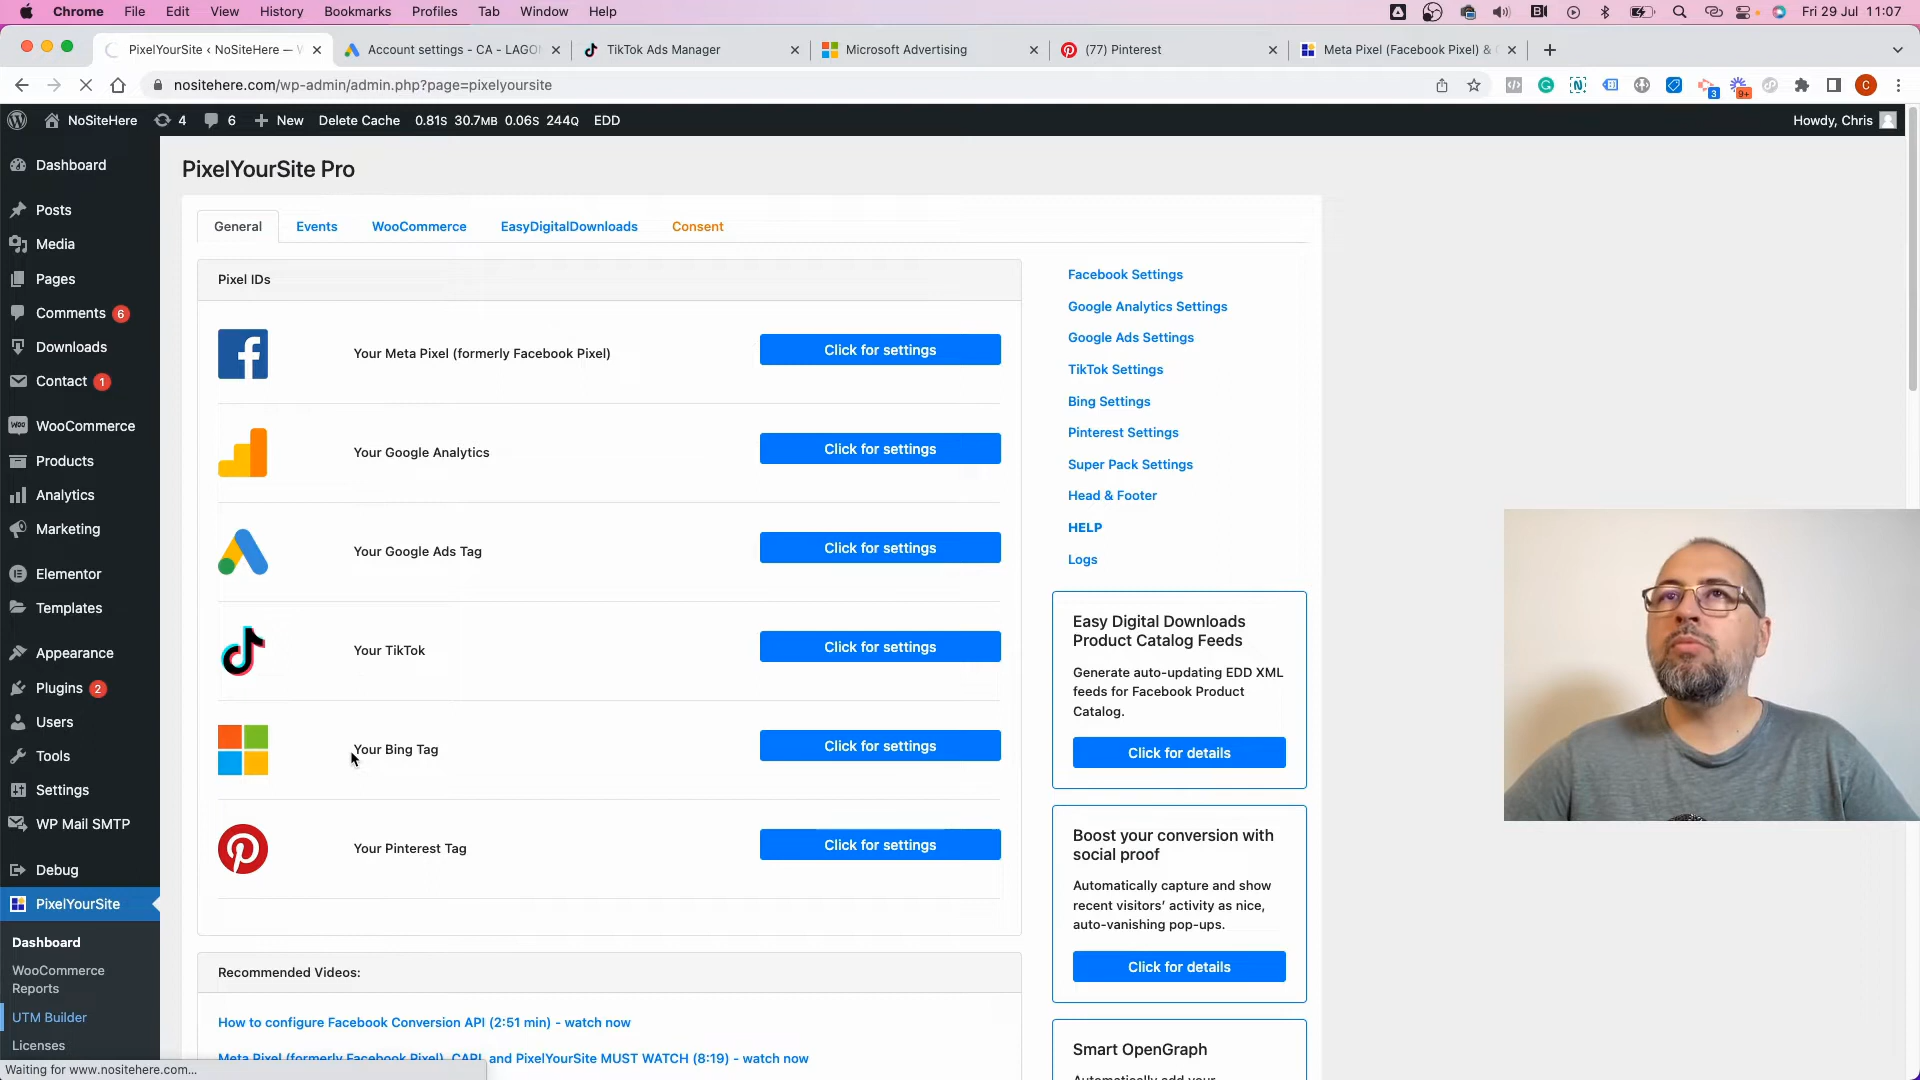 Chrome File Edit View History Bookmarks Profiles Tab Window Help Fri 29 Jul 11:07
PixelYourSite ‹ NoSiteHere —
Account settings - CA - LAGO
TikTok Ads Manager
Microsoft Advertising
(77) Pinterest
Meta Pixel (Facebook Pixel) &
nositehere.com/wp-admin/admin.php?page=pixelyoursite
3
9+
C
NoSiteHere 4 6 New Delete Cache 0.81S 30.7MB 0.06S 244Q EDD Howdy, Chris
Dashboard
Posts
Media
Pages
Comments 6
Downloads
Contact 1
WooCommerce
Products
Analytics
Marketing
Elementor
Templates
Appearance
Plugins 2
Users
Tools
Settings
WP Mail SMTP
Debug
PixelYourSite
Dashboard
WooCommerce
Reports
UTM Builder
Licenses
PixelYourSite Pro
General Events WooCommerce EasyDigitalDownloads Consent
Pixel IDs
Your Meta Pixel (formerly Facebook Pixel) Click for settings
Your Google Analytics Click for settings
Your Google Ads Tag Click for settings
Your TikTok Click for settings
Your Bing Tag Click for settings
Your Pinterest Tag Click for settings
Recommended Videos:
How to configure Facebook Conversion API (2:51 min) - watch now
Meta Pixel (formerly Facebook Pixel), CAPI, and PixelYourSite MUST WATCH (8:19) - watch now
Facebook Settings
Google Analytics Settings
Google Ads Settings
TikTok Settings
Bing Settings
Pinterest Settings
Super Pack Settings
Head & Footer
HELP
Logs
Easy Digital Downloads
Product Catalog Feeds
Generate auto-updating EDD XML
feeds for Facebook Product
Catalog.
Click for details
Boost your conversion with
social proof
Automatically capture and show
recent visitors’ activity as nice,
auto-vanishing pop-ups.
Click for details
Smart OpenGraph
Automatically add your
Waiting for www.nositehere.com...